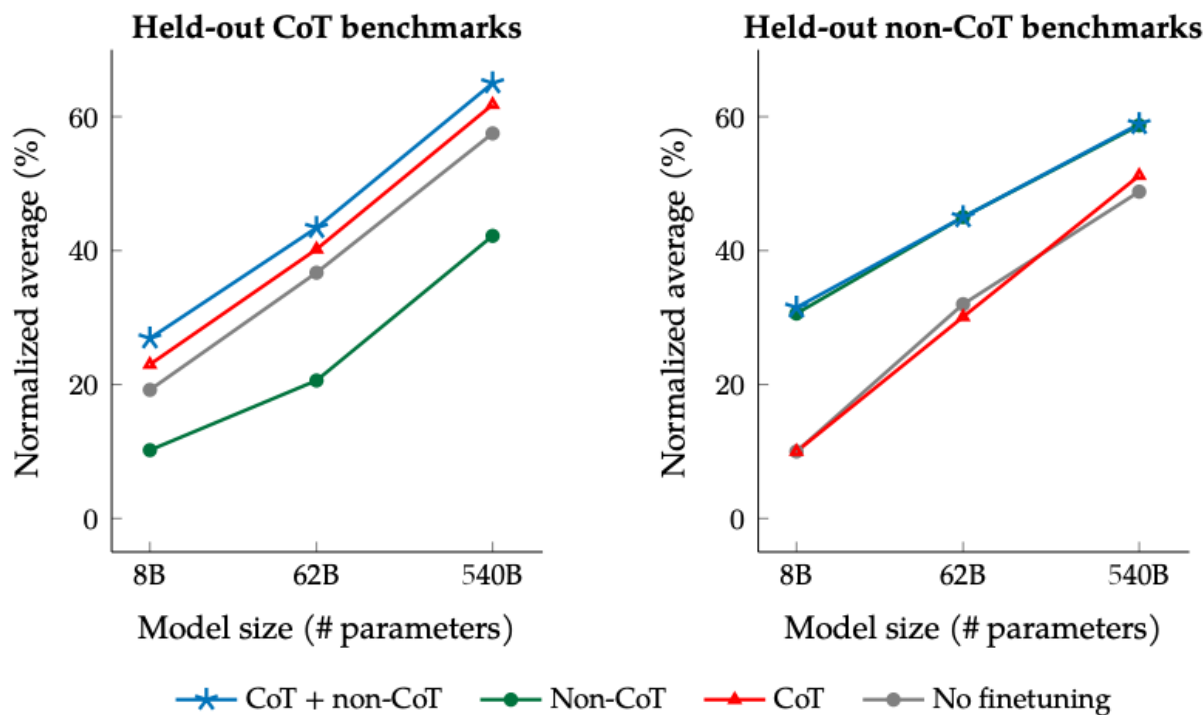 Held-out CoT benchmarks
Normalized average (%)
60
40
20
0
8B 62B 540B
Model size (# parameters)
Held-out non-CoT benchmarks
Normalized average (%)
60
40
20
0
8B 62B 540B
Model size (# parameters)
CoT + non-CoT Non-CoT CoT No finetuning